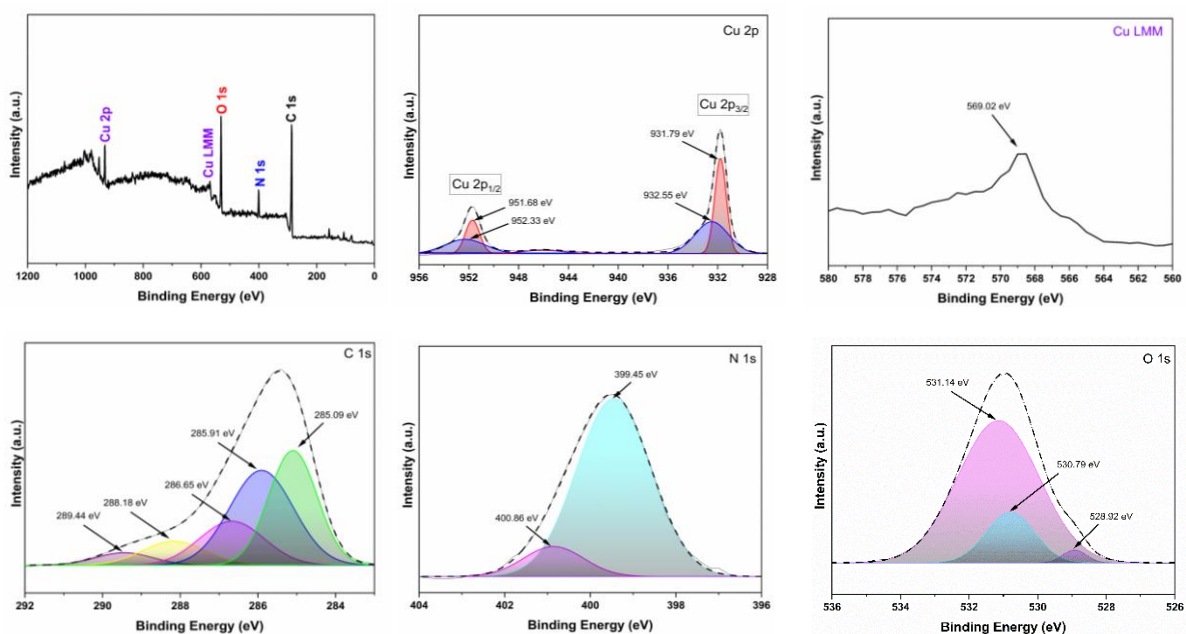 Intensity (a.u.)
Cu 2p
Cu LMM
O 1s
N 1s
C 1s
1200 1000 800 600 400 200 0
Binding Energy (eV)
Cu 2p
Intensity (a.u.)
Cu 2p3/2
931.79 eV
Cu 2p1/2
951.68 eV
952.33 eV
932.55 eV
956 952 948 944 940 936 932 928
Binding Energy (eV)
Cu LMM
Intensity (a.u.)
569.02 eV
580 578 576 574 572 570 568 566 564 562 560
Binding Energy (eV)
C 1s
Intensity (a.u.)
285.09 eV
285.91 eV
286.65 eV
288.18 eV
289.44 eV
292 290 288 286 284
Binding Energy (eV)
N 1s
Intensity (a.u.)
399.45 eV
400.86 eV
404 402 400 398 396
Binding Energy (eV)
O 1s
Intensity (a.u.)
531.14 eV
530.79 eV
528.92 eV
536 534 532 530 528 526
Binding Energy (eV)